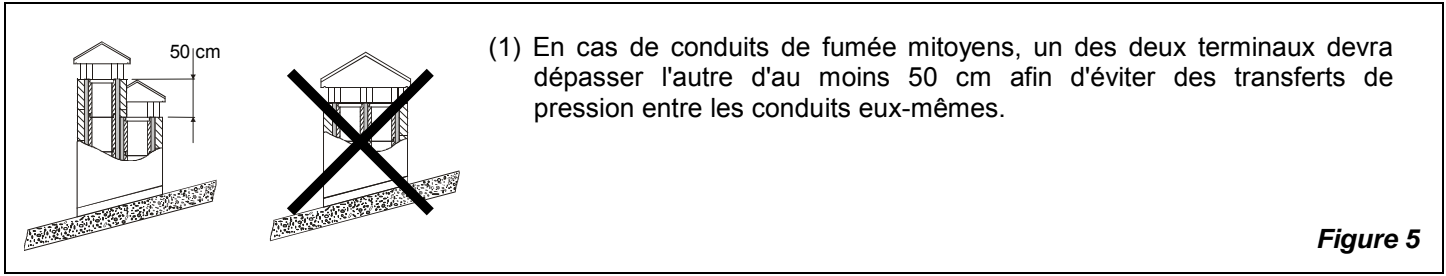 50 cm
(1) En cas de conduits de fumée mitoyens, un des deux terminaux devra
dépasser l'autre d'au moins 50 cm afin d'éviter des transferts de
pression entre les conduits eux-mêmes.
Figure 5